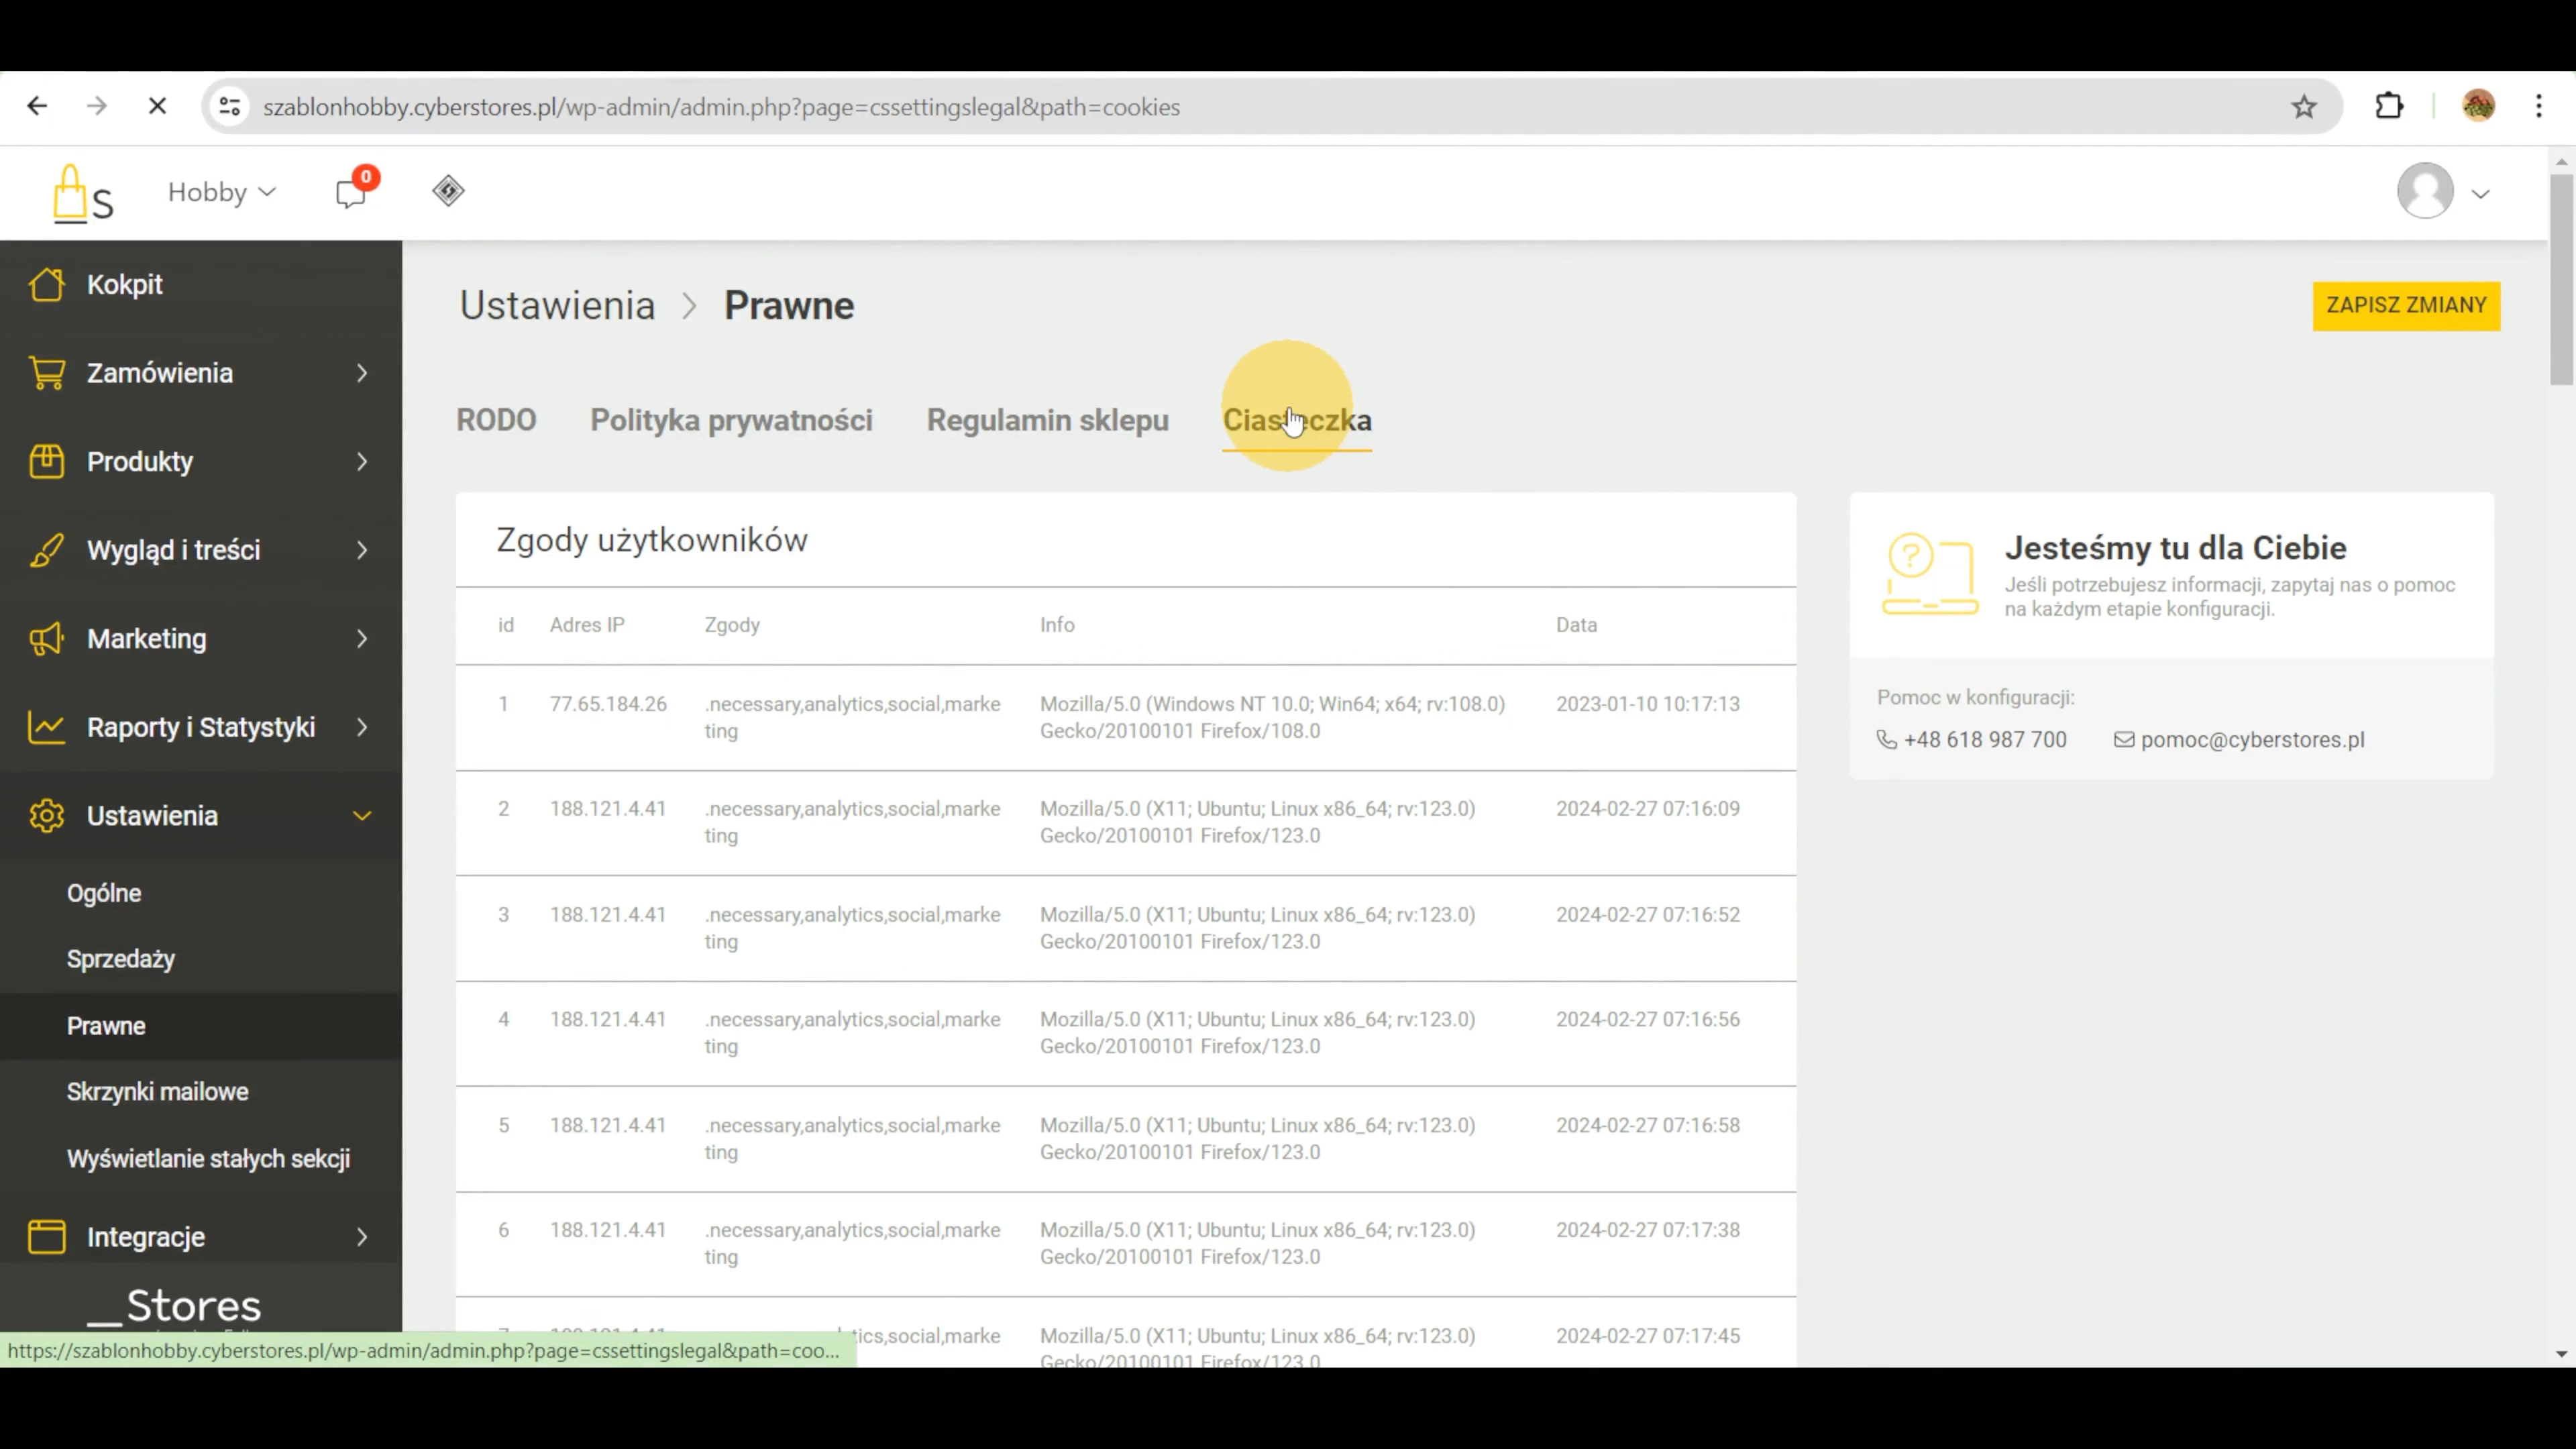 szablonhobby.cyberstores.pl/wp-admin/admin.php?page=cssettingslegal&path=cookies
S
Hobby
0
Kokpit
Zamówienia
Produkty
Wygląd i treści
Marketing
Raporty i Statystyki
Ustawienia
Ogólne
Sprzedaży
Prawne
Skrzynki mailowe
Wyświetlanie stałych sekcji
Integracje
__Stores
Ustawienia > Prawne
ZAPISZ ZMIANY
RODO Polityka prywatności Regulamin sklepu Ciasteczka
Zgody użytkowników
id Adres IP Zgody Info Data
1 77.65.184.26 .necessary,analytics,social,marke Mozilla/5.0 (Windows NT 10.0; Win64; x64; rv:108.0) 2023-01-10 10:17:13
ting Gecko/20100101 Firefox/108.0
2 188.121.4.41 .necessary,analytics,social,marke Mozilla/5.0 (X11; Ubuntu; Linux x86_64; rv:123.0) 2024-02-27 07:16:09
ting Gecko/20100101 Firefox/123.0
3 188.121.4.41 .necessary,analytics,social,marke Mozilla/5.0 (X11; Ubuntu; Linux x86_64; rv:123.0) 2024-02-27 07:16:52
ting Gecko/20100101 Firefox/123.0
4 188.121.4.41 .necessary,analytics,social,marke Mozilla/5.0 (X11; Ubuntu; Linux x86_64; rv:123.0) 2024-02-27 07:16:56
ting Gecko/20100101 Firefox/123.0
5 188.121.4.41 .necessary,analytics,social,marke Mozilla/5.0 (X11; Ubuntu; Linux x86_64; rv:123.0) 2024-02-27 07:16:58
ting Gecko/20100101 Firefox/123.0
6 188.121.4.41 .necessary,analytics,social,marke Mozilla/5.0 (X11; Ubuntu; Linux x86_64; rv:123.0) 2024-02-27 07:17:38
ting Gecko/20100101 Firefox/123.0
tics,social,marke Mozilla/5.0 (X11; Ubuntu; Linux x86_64; rv:123.0) 2024-02-27 07:17:45
Gecko/20100101 Firefox/123.0
Jesteśmy tu dla Ciebie
Jeśli potrzebujesz informacji, zapytaj nas o pomoc
na każdym etapie konfiguracji.
Pomoc w konfiguracji:
+48 618 987 700 pomoc@cyberstores.pl
https://szablonhobby.cyberstores.pl/wp-admin/admin.php?page=cssettingslegal&path=coo...